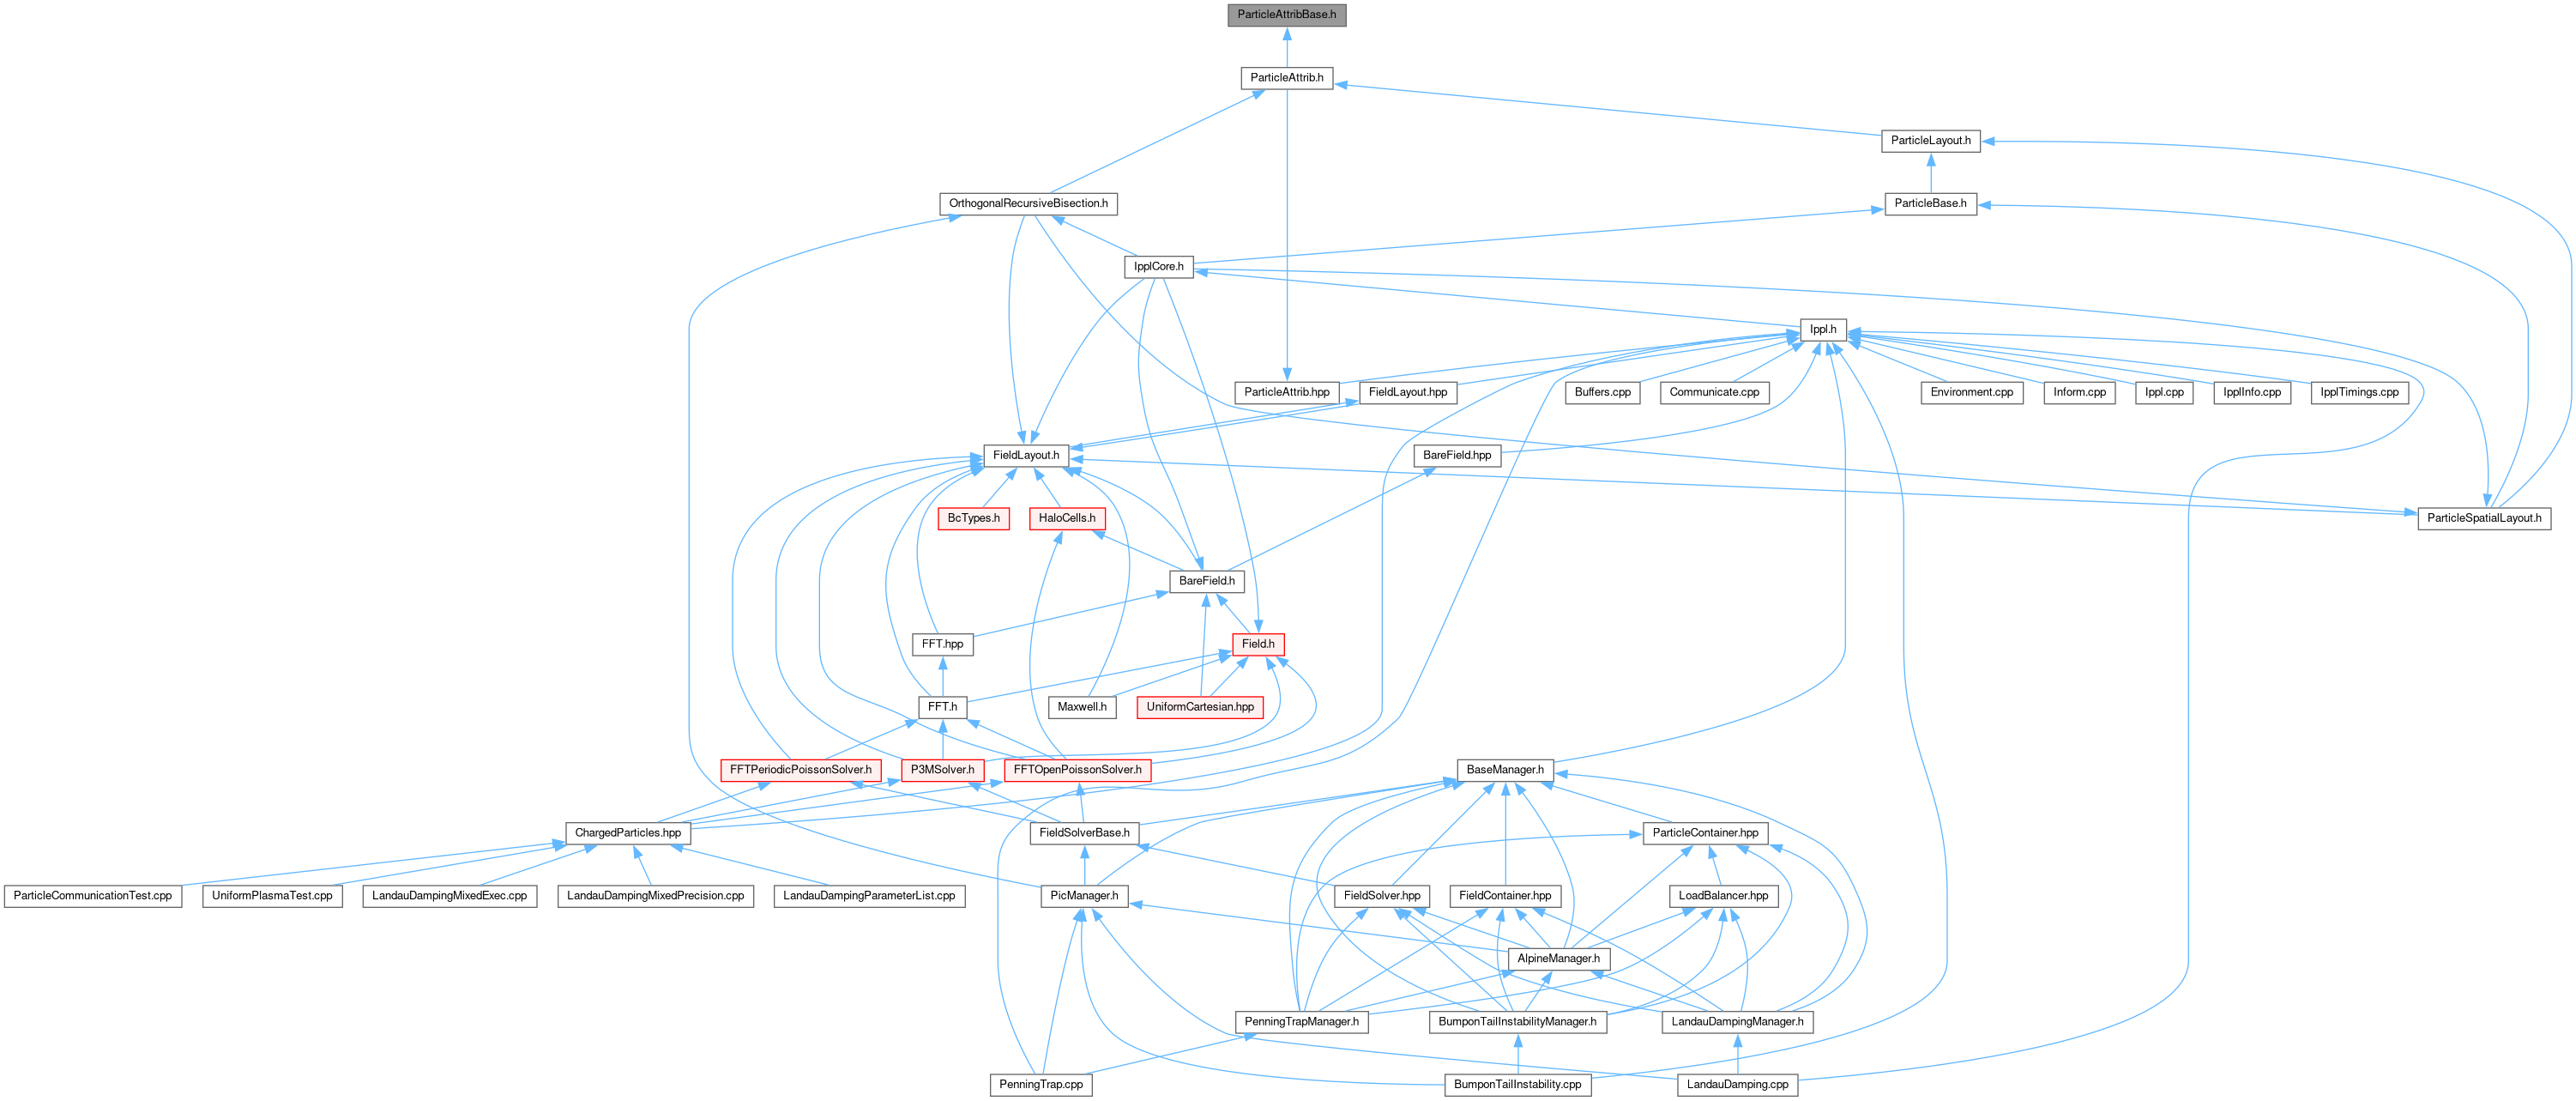 ParticleAttribBase.h
ParticleAttrib.h
ParticleLayout.h
OrthogonalRecursiveBisection.h
ParticleBase.h
IpplCore.h
Ippl.h
ParticleAttrib.hpp
FieldLayout.hpp
Buffers.cpp
Communicate.cpp
Environment.cpp
Inform.cpp
Ippl.cpp
IpplInfo.cpp
IpplTimings.cpp
FieldLayout.h
BareField.hpp
BcTypes.h
HaloCells.h
ParticleSpatialLayout.h
BareField.h
FFT.hpp
Field.h
FFT.h
Maxwell.h
UniformCartesian.hpp
FFTPeriodicPoissonSolver.h
P3MSolver.h
FFTOpenPoissonSolver.h
BaseManager.h
ChargedParticles.hpp
FieldSolverBase.h
ParticleContainer.hpp
ParticleCommunicationTest.cpp
UniformPlasmaTest.cpp
LandauDampingMixedExec.cpp
LandauDampingMixedPrecision.cpp
LandauDampingParameterList.cpp
PicManager.h
FieldSolver.hpp
FieldContainer.hpp
LoadBalancer.hpp
AlpineManager.h
PenningTrapManager.h
BumponTailInstabilityManager.h
LandauDampingManager.h
PenningTrap.cpp
BumponTailInstability.cpp
LandauDamping.cpp